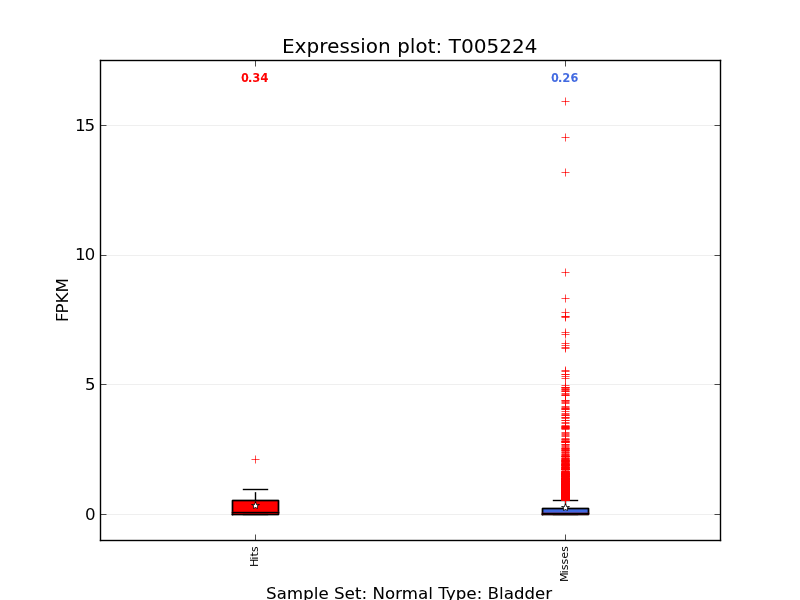 Expression plot: T005224
0.34
0.26
15
10
5
0
FPKM
Hits
Misses
Sample Set: Normal Type: Bladder